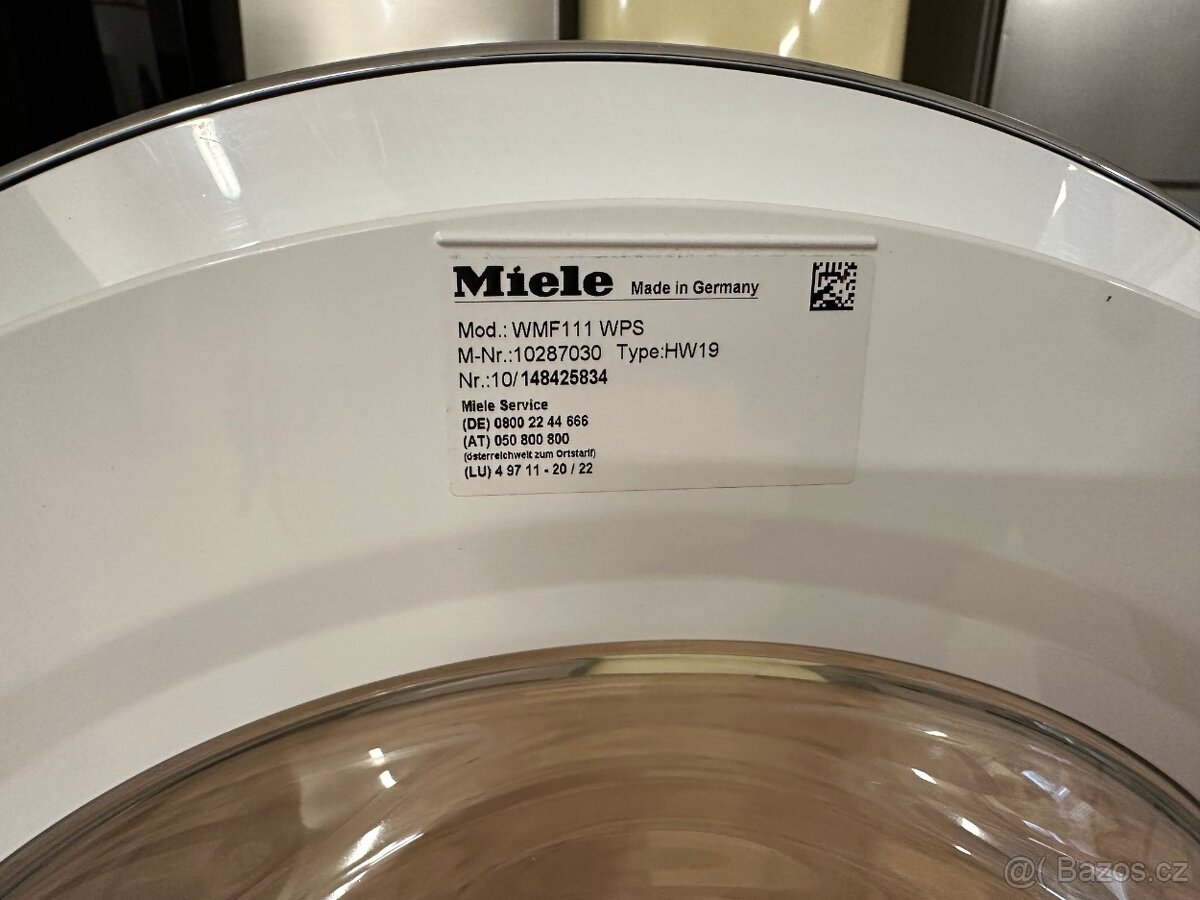 Miele Made in Germany
Mod.: WMF111 WPS
M-Nr.:10287030 Type:HW19
Nr.:10/148425834
Miele Service
(DE) 0800 22 44 666
(AT) 050 800 800
(österreichweit zum Ortstarif)
(LU) 4 97 11 - 20 / 22
@( Bazos.cz